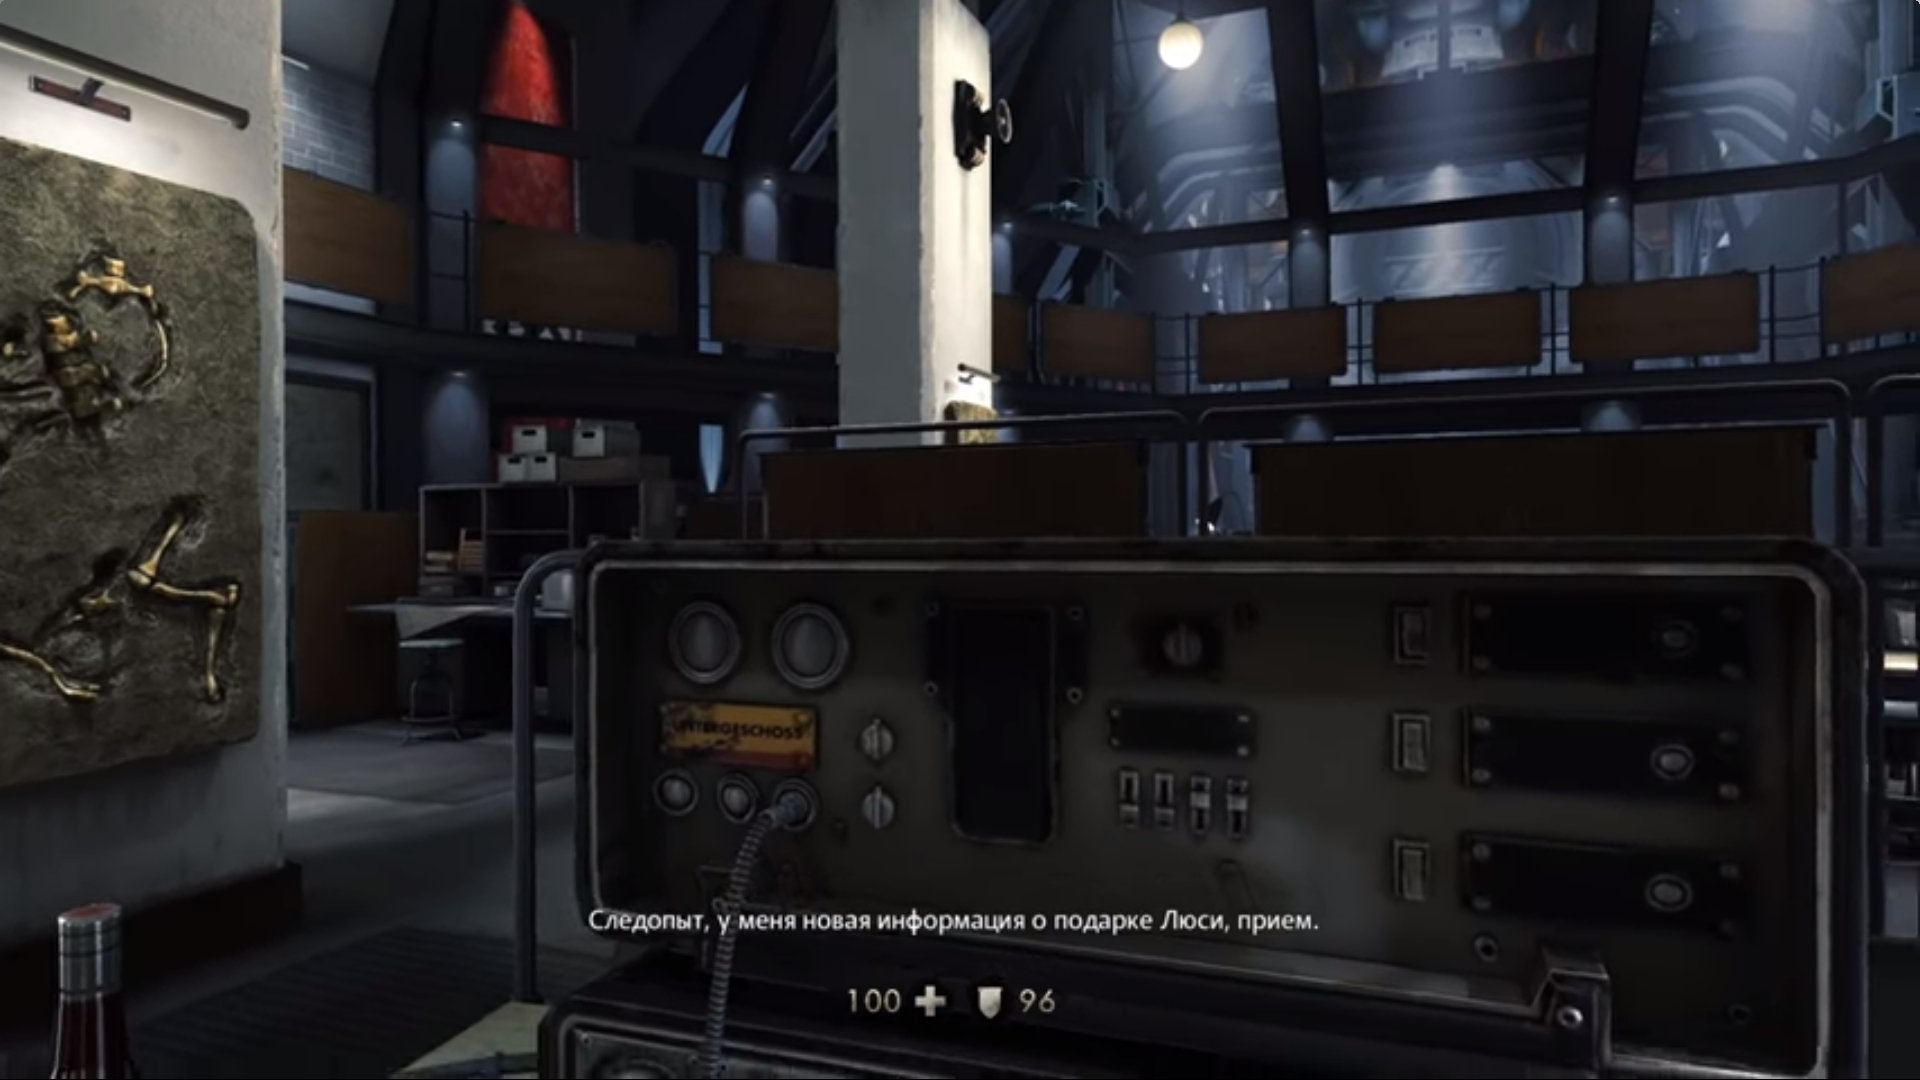 Следопыт, у меня новая информация о подарке Люси, прием.
100 96